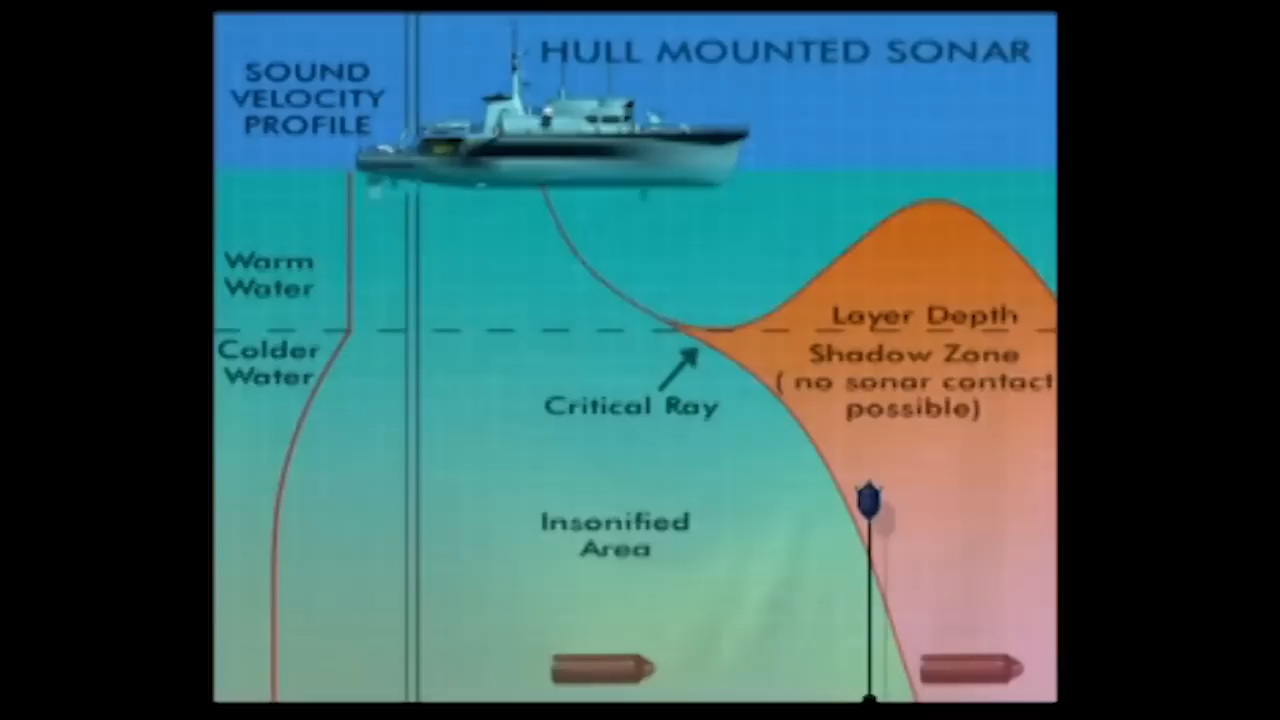 HULL MOUNTED SONAR
SOUND
VELOCITY
PROFILE
Warm
Water
Layer Depth
Colder
Water
Shadow Zone
( no sonar contact
possible)
Critical Ray
Insonified
Area